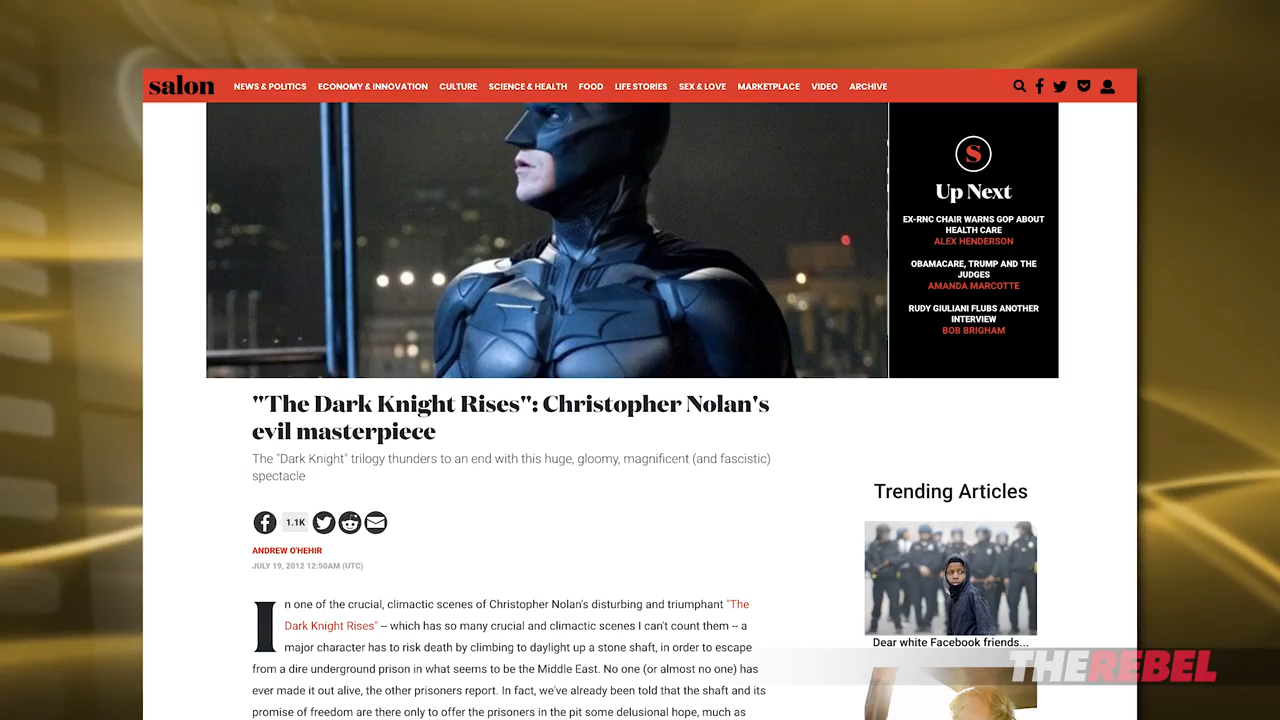 salon
NEWS & POLITICS ECONOMY & INNOVATION CULTURE SCIENCE & HEALTH FOOD LIFE STORIES SEX & LOVE MARKETPLACE VIDEO ARCHIVE
S
Up Next
EX-RNC CHAIR WARNS GOP ABOUT
HEALTH CARE
ALEX HENDERSON
OBAMACARE, TRUMP AND THE
JUDGES
AMANDA MARCOTTE
RUDY GIULIANI FLUBS ANOTHER
INTERVIEW
BOB BRIGHAM
"The Dark Knight Rises": Christopher Nolan's
evil masterpiece
The "Dark Knight" trilogy thunders to an end with this huge, gloomy, magnificent (and fascistic)
spectacle
1.1K
ANDREW O'HEHIR
JULY 19, 2012 12:50AM (UTC)
In one of the crucial, climactic scenes of Christopher Nolan's disturbing and triumphant "The
Dark Knight Rises" -- which has so many crucial and climactic scenes I can't count them -- a
major character has to risk death by climbing to daylight up a stone shaft, in order to escape
from a dire underground prison in what to be the Middle East. No one (or almost no one) has
ever made it out alive, the other prisoners report. In fact, we've already been told that the shaft and its
promise of freedom are there only to offer the prisoners in the pit some delusional hope, much as
Trending Articles
Dear white Facebook friends...
THE REBEL